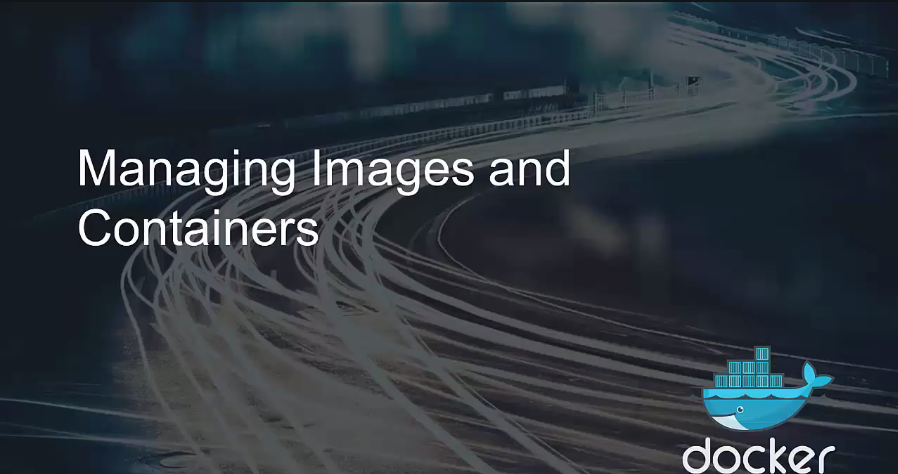 Managing Images and
Containers
docker